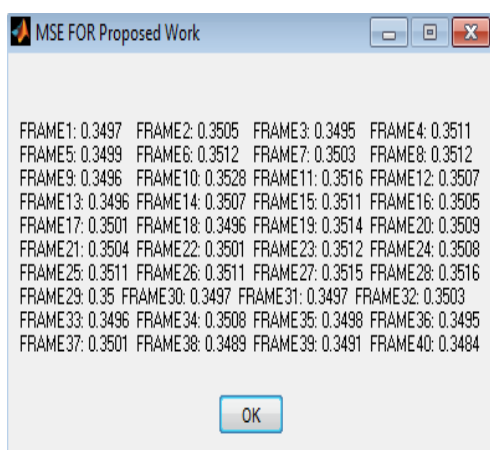 MSE FOR Proposed Work
FRAME1: 0.3497 FRAME2: 0.3505 FRAME3: 0.3495 FRAME4: 0.3511
FRAME5: 0.3499 FRAME6: 0.3512 FRAME7: 0.3503 FRAME8: 0.3512
FRAME9: 0.3496 FRAME10: 0.3528 FRAME11: 0.3516 FRAME12: 0.3507
FRAME13: 0.3496 FRAME14: 0.3507 FRAME15: 0.3511 FRAME16: 0.3505
FRAME17: 0.3501 FRAME18: 0.3496 FRAME19: 0.3514 FRAME20: 0.3509
FRAME21: 0.3504 FRAME22: 0.3501 FRAME23: 0.3512 FRAME24: 0.3508
FRAME25: 0.3511 FRAME26: 0.3511 FRAME27: 0.3515 FRAME28: 0.3516
FRAME29: 0.35 FRAME30: 0.3497 FRAME31: 0.3497 FRAME32: 0.3503
FRAME33: 0.3496 FRAME34: 0.3508 FRAME35: 0.3498 FRAME36: 0.3495
FRAME37: 0.3501 FRAME38: 0.3489 FRAME39: 0.3491 FRAME40: 0.3484
OK